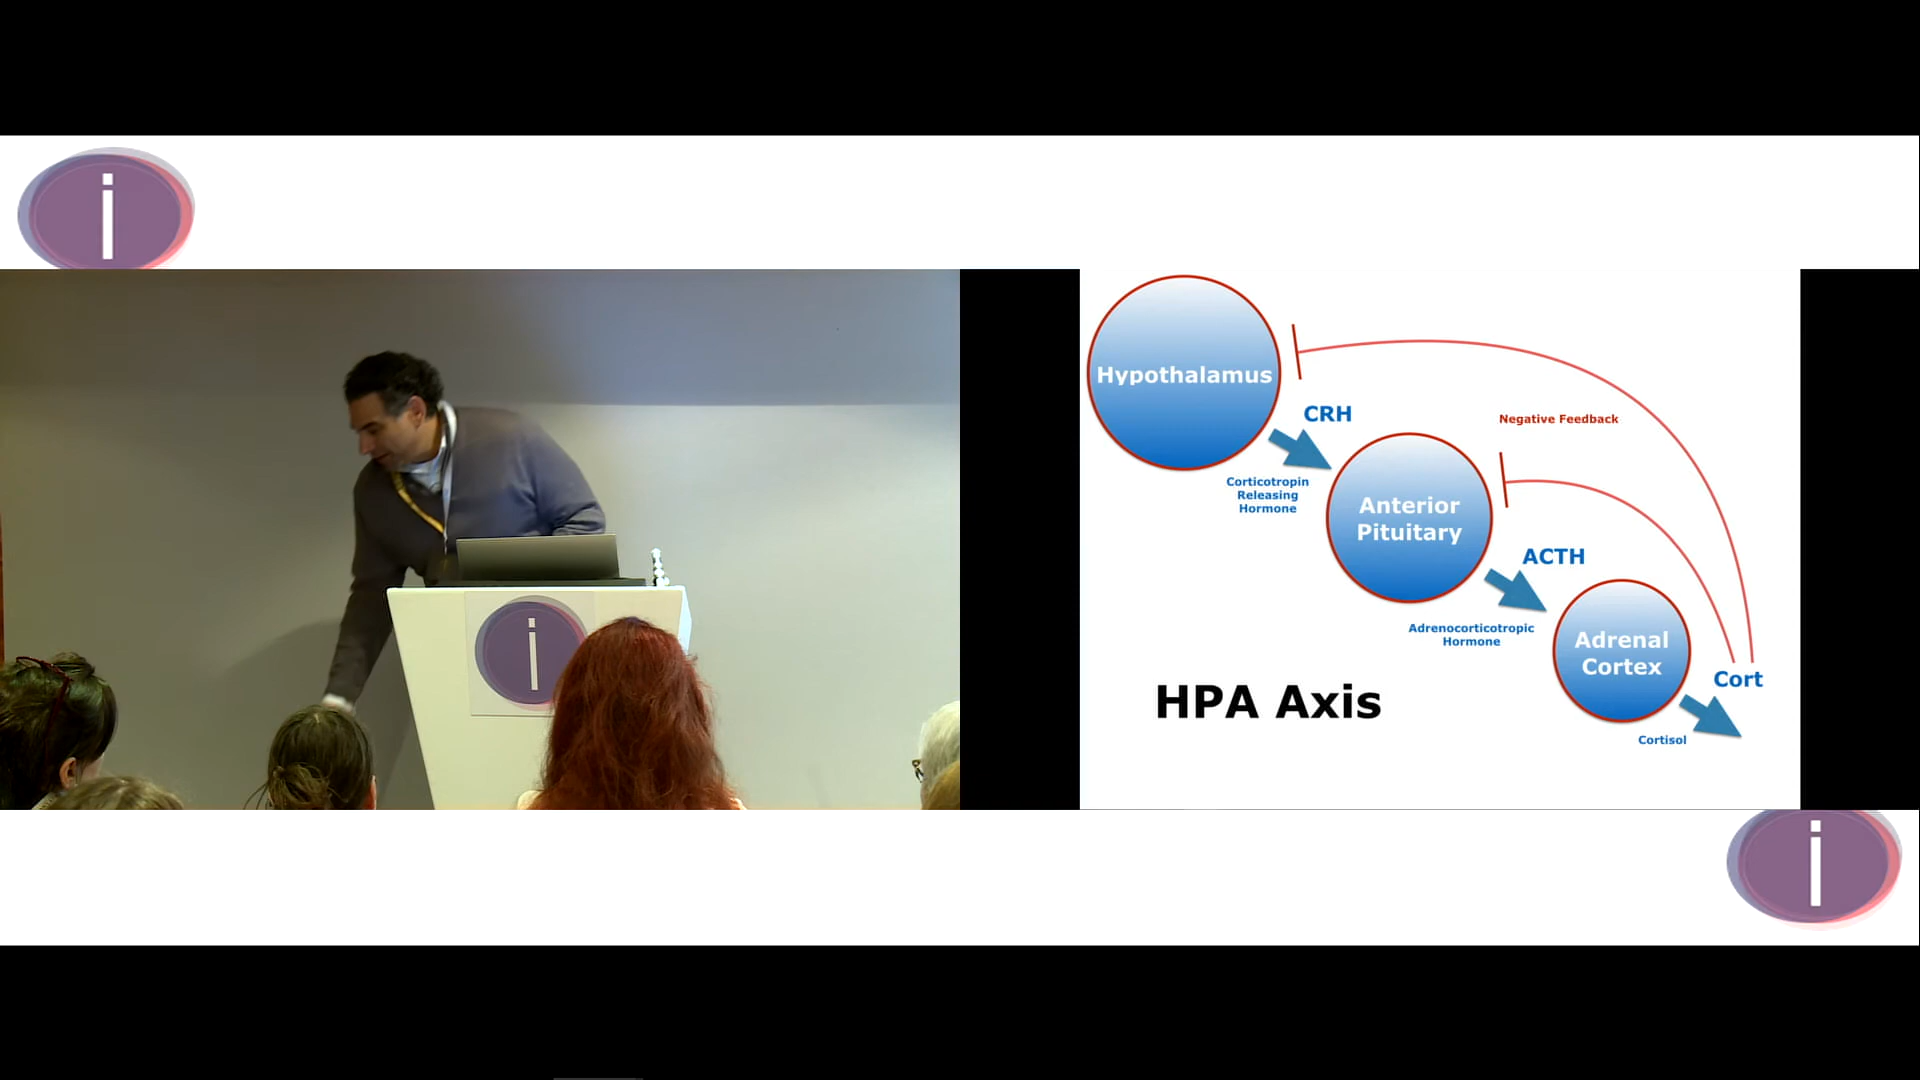 i
i
Hypothalamus
CRH
Corticotropin
Releasing
Hormone
Negative Feedback
Anterior
Pituitary
ACTH
Adrenocorticotropic
Hormone
Adrenal
Cortex
Cort
Cortisol
HPA Axis
i